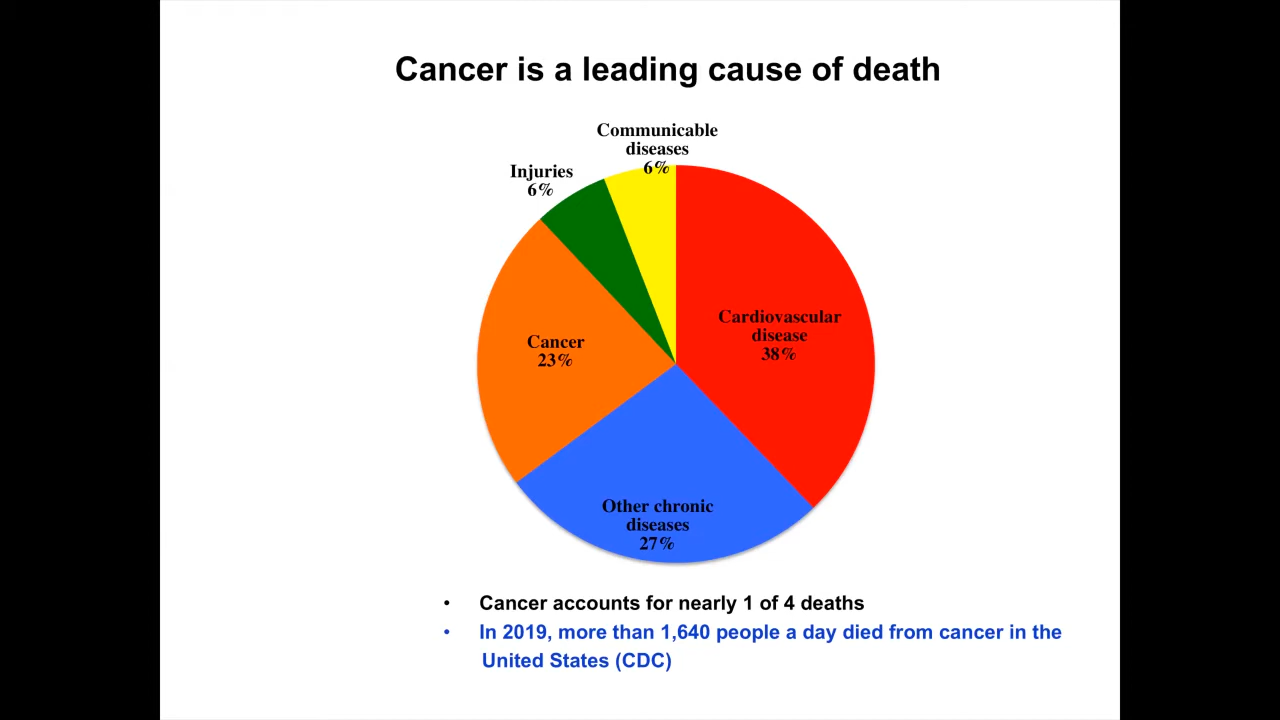 Cancer is a leading cause of death
Communicable
diseases
6%
Injuries
6%
Cardiovascular
disease
38%
Cancer
23%
Other chronic
diseases
27%
• Cancer accounts for nearly 1 of 4 deaths
• In 2019, more than 1,640 people a day died from cancer in the
United States (CDC)